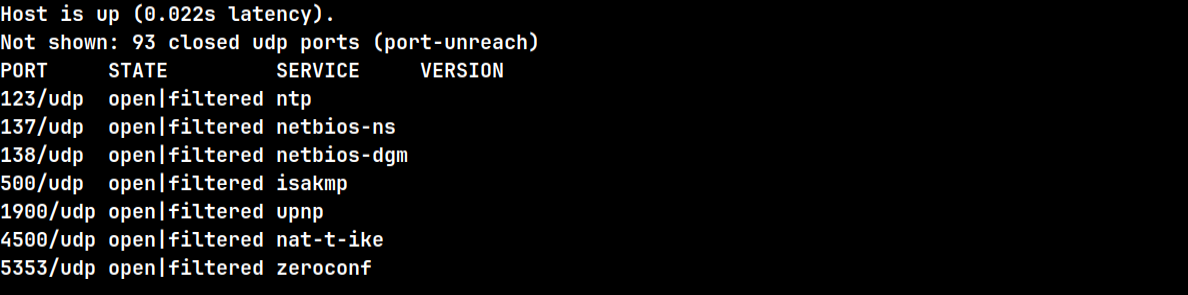 Host is up (0.022s latency).
Not shown: 93 closed udp ports (port-unreach)
PORT     STATE         SERVICE     VERSION
123/udp  open|filtered ntp
137/udp  open|filtered netbios-ns
138/udp  open|filtered netbios-dgm
500/udp  open|filtered isakmp
1900/udp open|filtered upnp
4500/udp open|filtered nat-t-ike
5353/udp open|filtered zeroconf